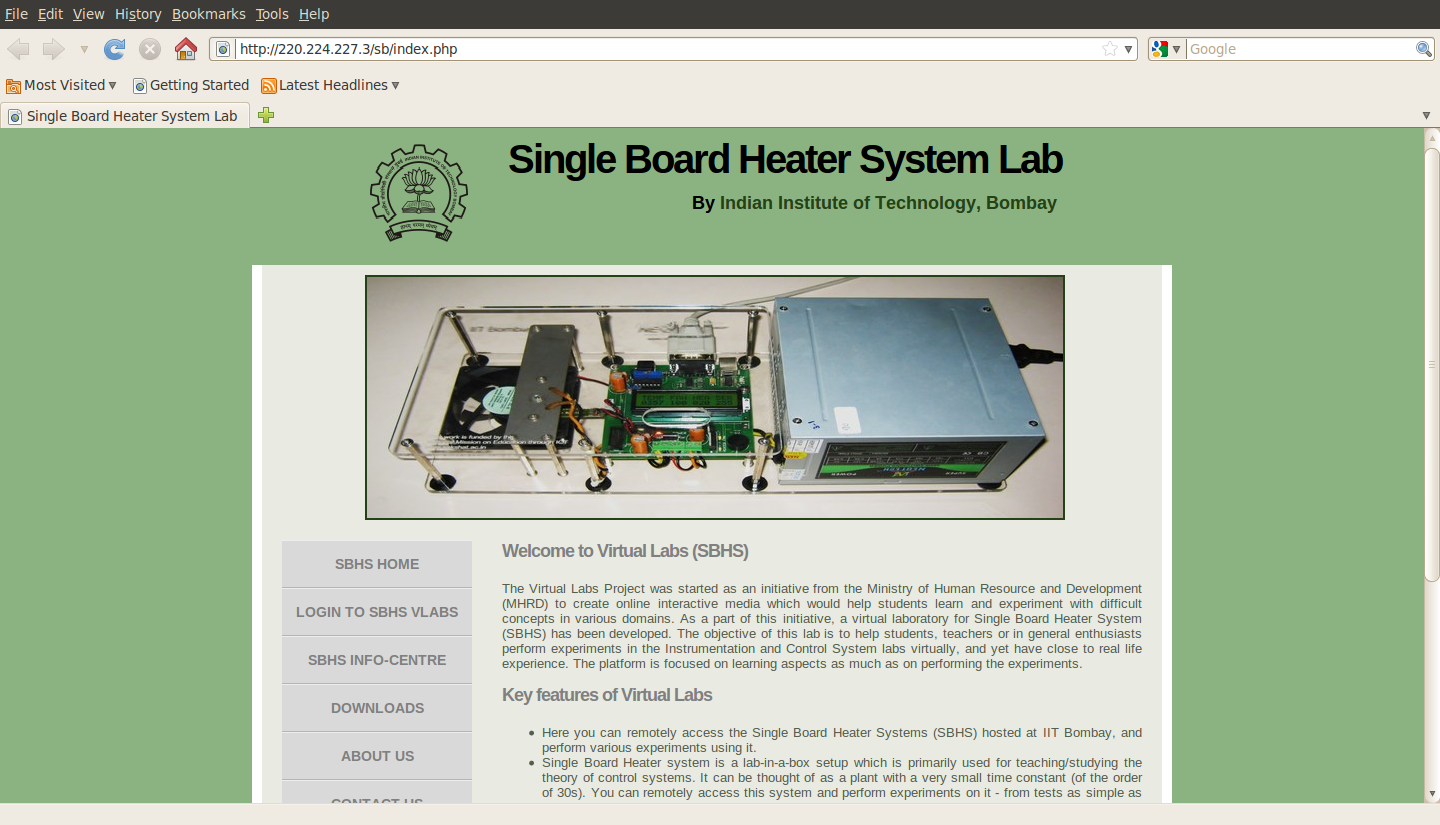 File Edit View History Bookmarks Tools Help
http://220.224.227.3/sb/index.php
Google
Most Visited
Getting Started
Latest Headlines
Single Board Heater System Lab
Single Board Heater System Lab
By Indian Institute of Technology, Bombay
IIT Bombay
work is funded by the
Mission on Education through ICT
SBHS HOME
LOGIN TO SBHS VLABS
SBHS INFO-CENTRE
DOWNLOADS
ABOUT US
CONTACT US
Welcome to Virtual Labs (SBHS)
The Virtual Labs Project was started as an initiative from the Ministry of Human Resource and Development
(MHRD) to create online interactive media which would help students learn and experiment with difficult
concepts in various domains. As a part of this initiative, a virtual laboratory for Single Board Heater System
(SBHS) has been developed. The objective of this lab is to help students, teachers or in general enthusiasts
perform experiments in the Instrumentation and Control System labs virtually, and yet have close to real life
experience. The platform is focused on learning aspects as much as on performing the experiments.
Key features of Virtual Labs
• Here you can remotely access the Single Board Heater Systems (SBHS) hosted at IIT Bombay, and
perform various experiments using it.
• Single Board Heater system is a lab-in-a-box setup which is primarily used for teaching/studying the
theory of control systems. It can be thought of as a plant with a very small time constant (of the order
of 30s). You can remotely access this system and perform experiments on it - from tests as simple as